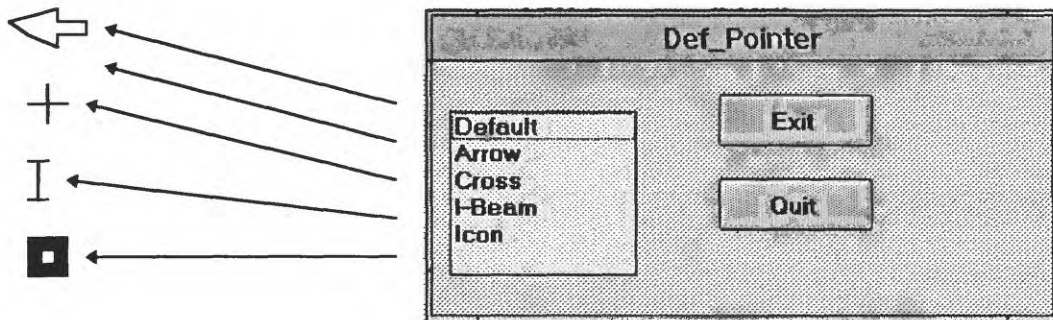 Def_Pointer
Default
Arrow
Cross
I-Beam
Icon
Exit
Quit